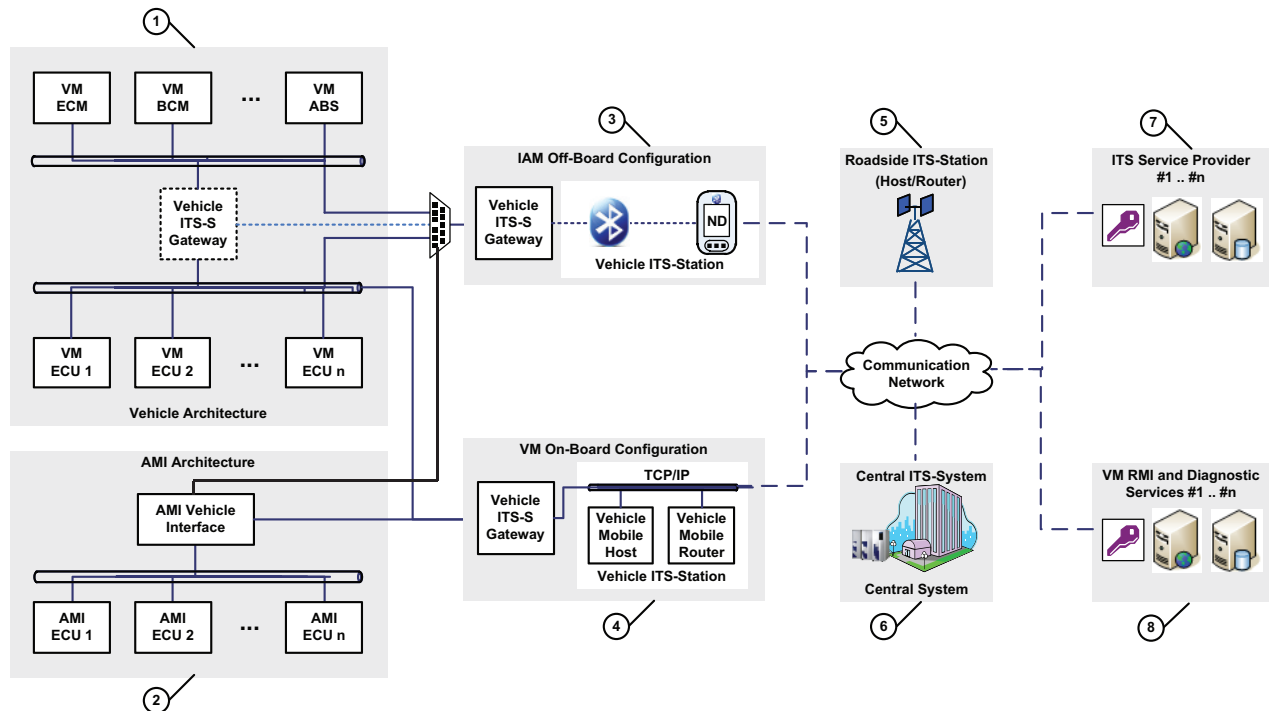 1
VM
ECM
VM
BCM
...
VM
ABS
Vehicle
ITS-S
Gateway
VM
ECU 1
VM
ECU 2
...
VM
ECU n
Vehicle Architecture
AMI Architecture
AMI Vehicle
Interface
AMI
ECU 1
AMI
ECU 2
...
AMI
ECU n
2
3
IAM Off-Board Configuration
Vehicle
ITS-S
Gateway
ND
Vehicle ITS-Station
VM On-Board Configuration
TCP/IP
Vehicle
ITS-S
Gateway
Vehicle
Mobile
Host
Vehicle
Mobile
Router
Vehicle ITS-Station
4
5
Roadside ITS-Station
(Host/Router)
Communication
Network
Central ITS-System
Central System
6
7
ITS Service Provider
#1 .. #n
VM RMI and Diagnostic
Services #1 .. #n
8